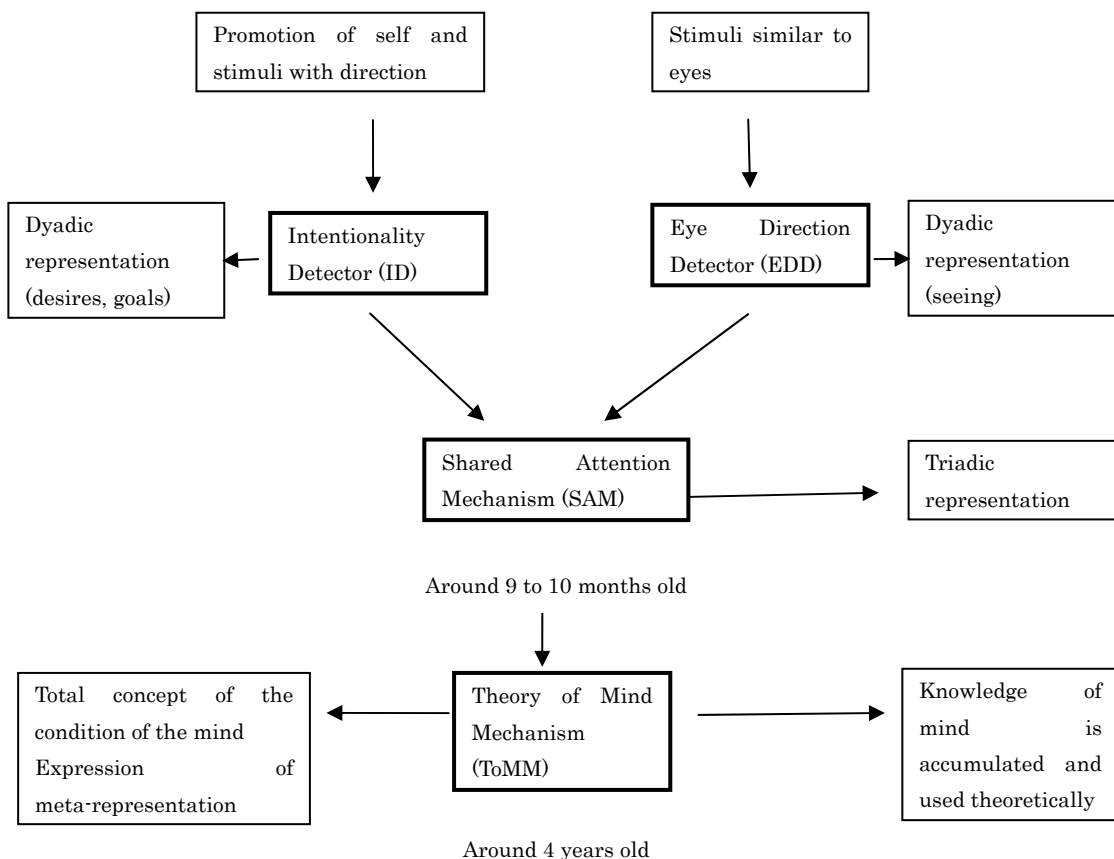 Promotion of self and
stimuli with direction
Stimuli similar to
eyes
Dyadic
representation
(desires, goals)
Intentionality
Detector (ID)
Eye Direction
Detector (EDD)
Dyadic
representation
(seeing)
Shared Attention
Mechanism (SAM)
Triadic
representation
Around 9 to 10 months old
Total concept of the
condition of the mind
Expression of
meta-representation
Theory of Mind
Mechanism
(ToMM)
Knowledge of
mind is
accumulated and
used theoretically
Around 4 years old